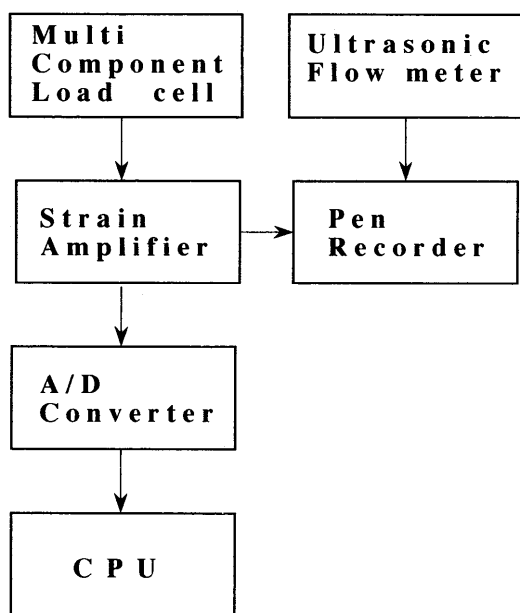 Multi
Component
Load cell
Ultrasonic
Flow meter
Strain
Amplifier
Pen
Recorder
A/D
Converter
CPU